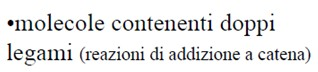 •molecole contenenti doppi
legami (reazioni di addizione a catena)